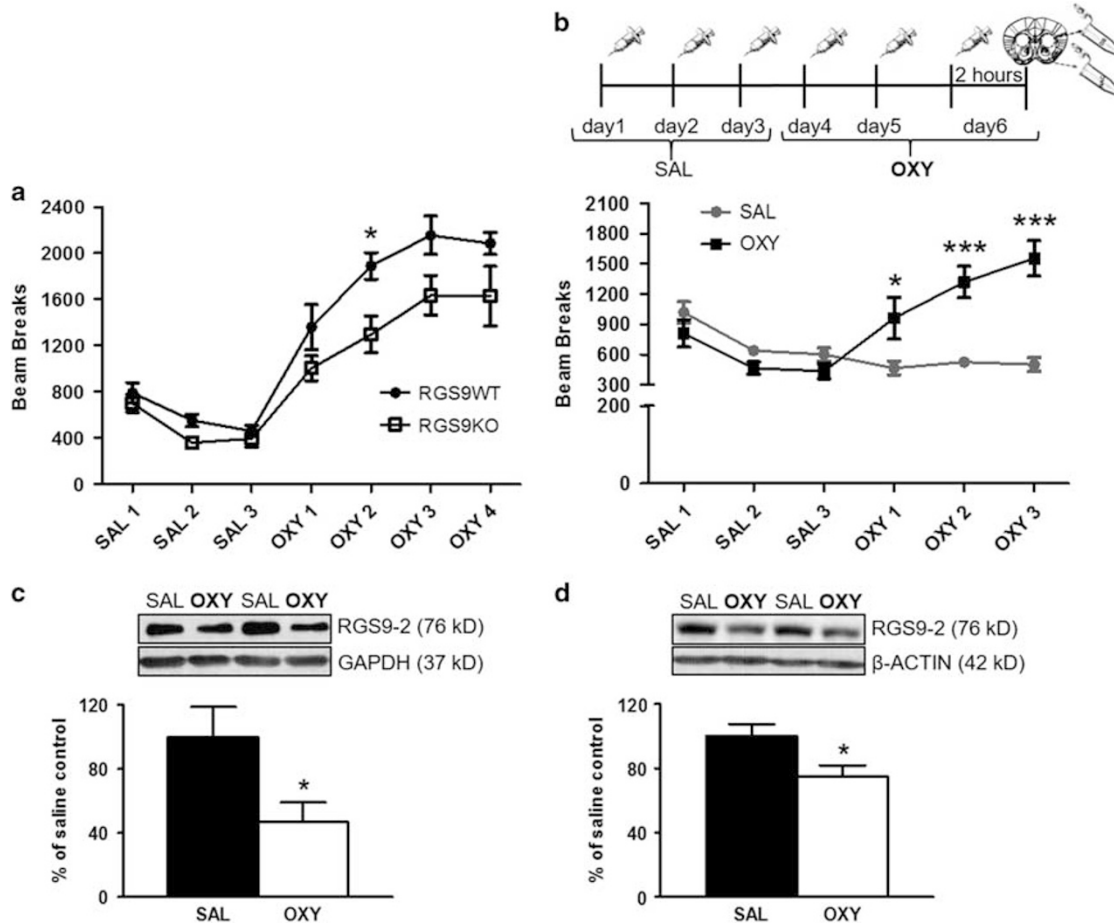 b
2 hours
day1 day2 day3 day4 day5 day6
SAL OXY
a
2400
2000
1600
1200
800
400
0
Beam Breaks
* 
RGS9WT
RGS9KO
SAL 1 SAL 2 SAL 3 OXY 1 OXY 2 OXY 3 OXY 4
2100
1800
1500
1200
900
600
300
200
0
Beam Breaks
SAL
OXY
* *** ***
SAL 1 SAL 2 SAL 3 OXY 1 OXY 2 OXY 3
c
SAL OXY SAL OXY
RGS9-2 (76 kD)
GAPDH (37 kD)
120
80
40
0
% of saline control
*
SAL OXY
d
SAL OXY SAL OXY
RGS9-2 (76 kD)
β-ACTIN (42 kD)
120
80
40
0
% of saline control
*
SAL OXY